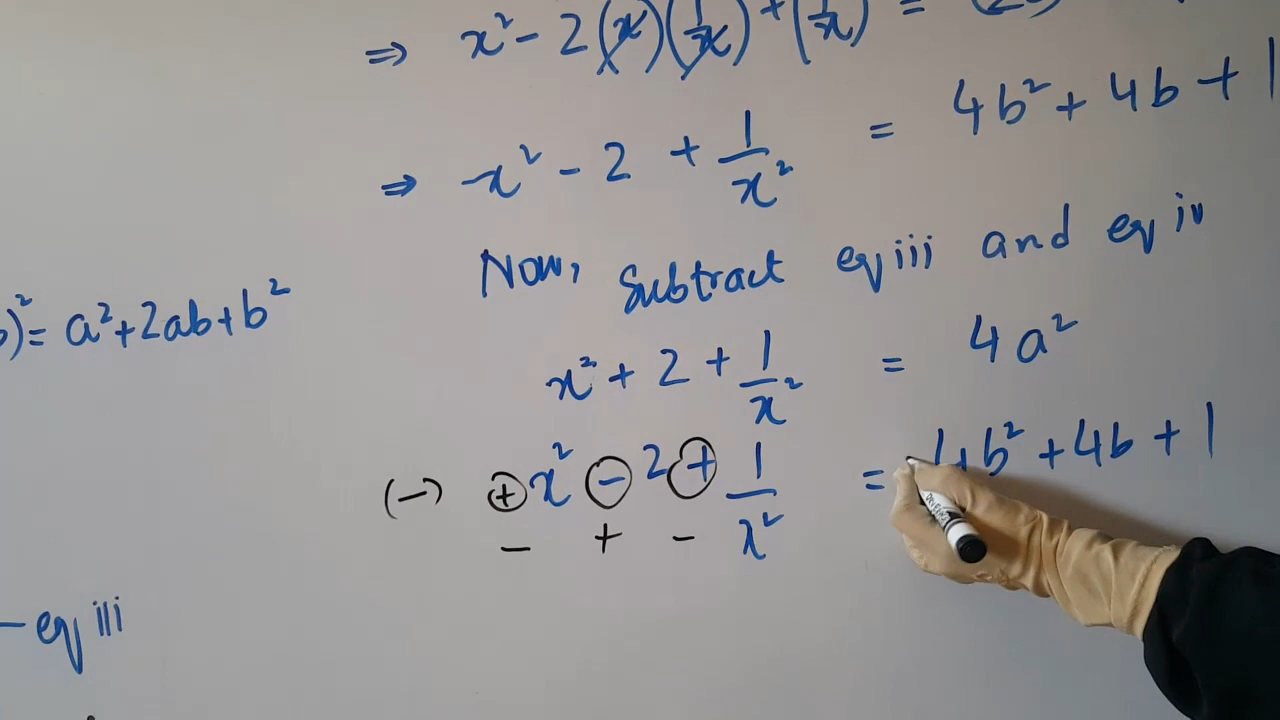 ⇒ x² - 2(x)(1/x) + (1/x) = (2
⇒ x² - 2 + 1/x² = 4b² + 4b + 1
Now, Subtract eq iii and eq iv
)² = a² + 2ab + b²
x² + 2 + 1/x² = 4a²
(-) + x² - 2 + 1/x² = 4b² + 4b + 1
- + -
- eq iii